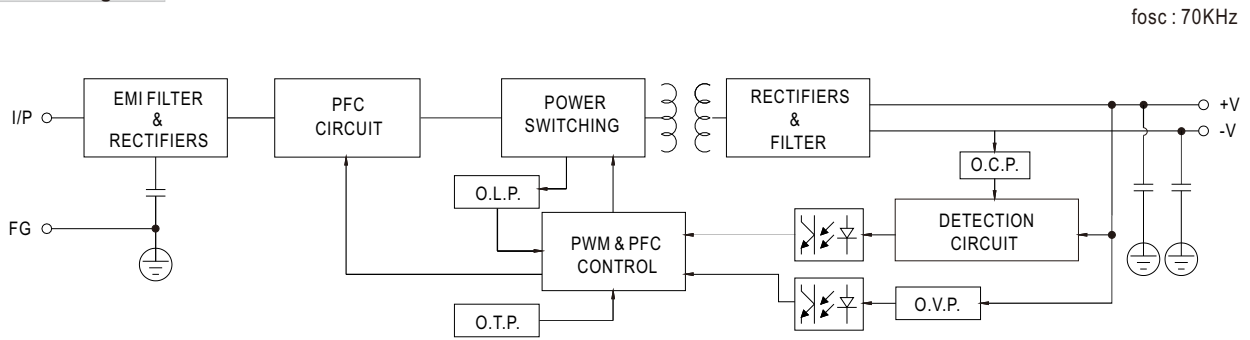 fosc : 70KHz
I/P
EMI FILTER
&
RECTIFIERS
PFC
CIRCUIT
POWER
SWITCHING
RECTIFIERS
&
FILTER
+V
-V
O.C.P.
O.L.P.
FG
PWM & PFC
CONTROL
DETECTION
CIRCUIT
O.T.P.
O.V.P.